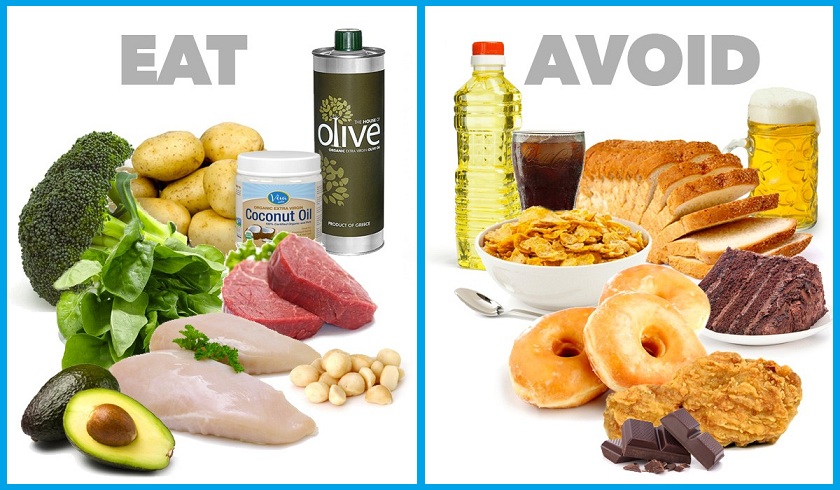 EAT
THE HOUSE OF
olive
ORGANIC EXTRA VIRGIN OLIVE OIL
PRODUCT OF GREECE
Viva
ORGANIC EXTRA VIRGIN
Coconut Oil
AVOID